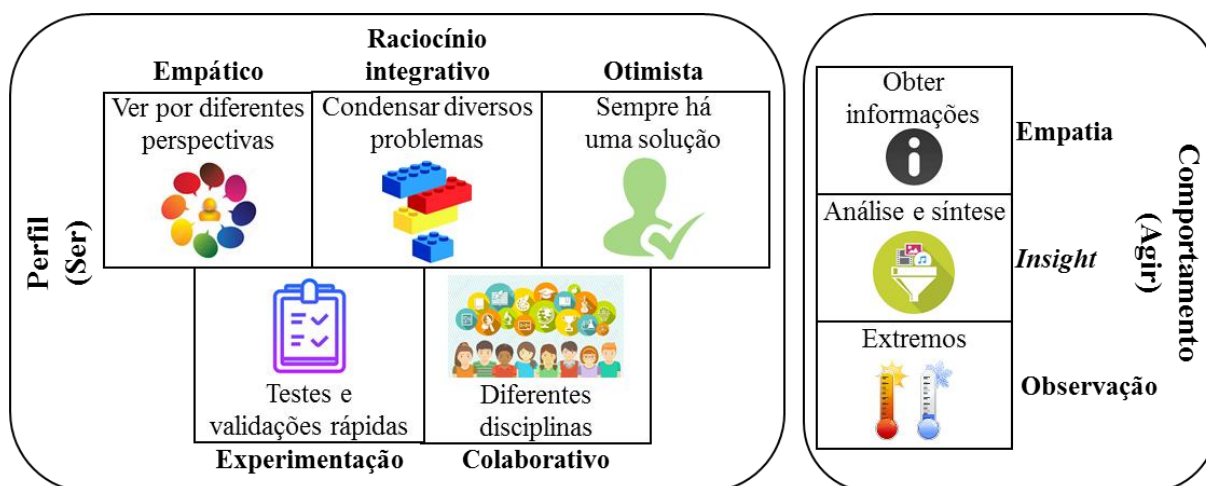 Perfil
(Ser)
Empático
Ver por diferentes
perspectivas
Raciocínio
integrativo
Condensar diversos
problemas
Otimista
Sempre há
uma solução
Testes e
validações rápidas
Experimentação
Diferentes
disciplinas
Colaborativo
Obter
informações
Empatia
Análise e síntese
Insight
Extremos
Observação
Comportamento
(Agir)